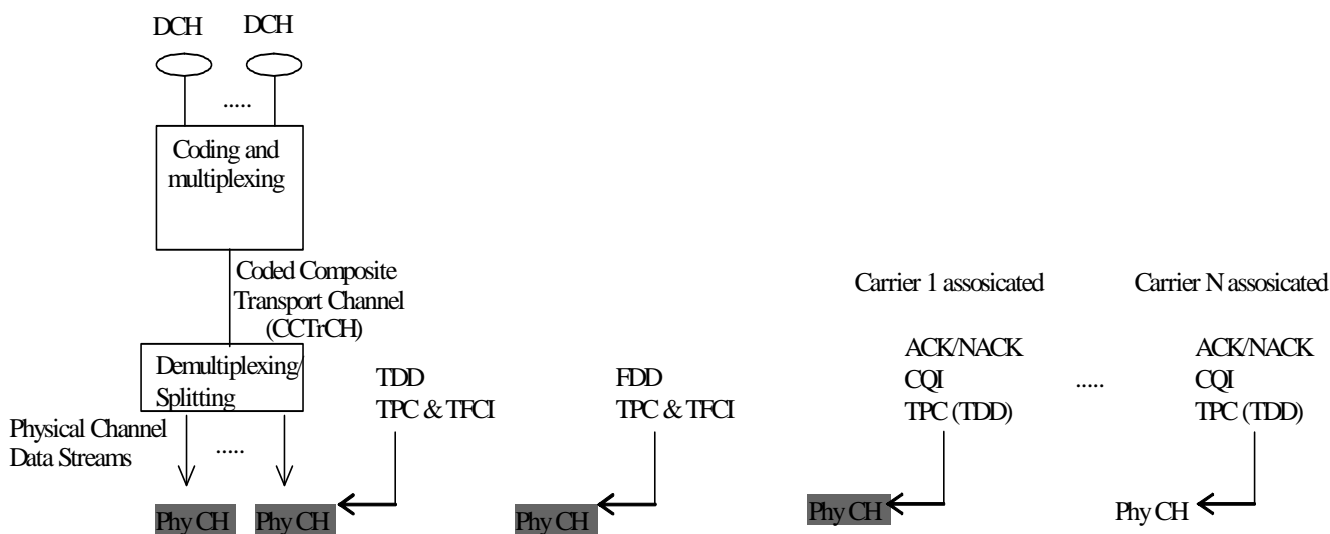 DCH DCH
.....
Coding and
multiplexing
Coded Composite
Transport Channel
(CCTrCH)
Demultiplexing/
Splitting
Physical Channel
Data Streams
.....
Phy CH Phy CH
TDD
TPC & TFCI
FDD
TPC & TFCI
Phy CH
Carrier 1 assosicated
ACK/NACK
CQI
TPC (TDD)
Phy CH
.....
Carrier N assosicated
ACK/NACK
CQI
TPC (TDD)
Phy CH